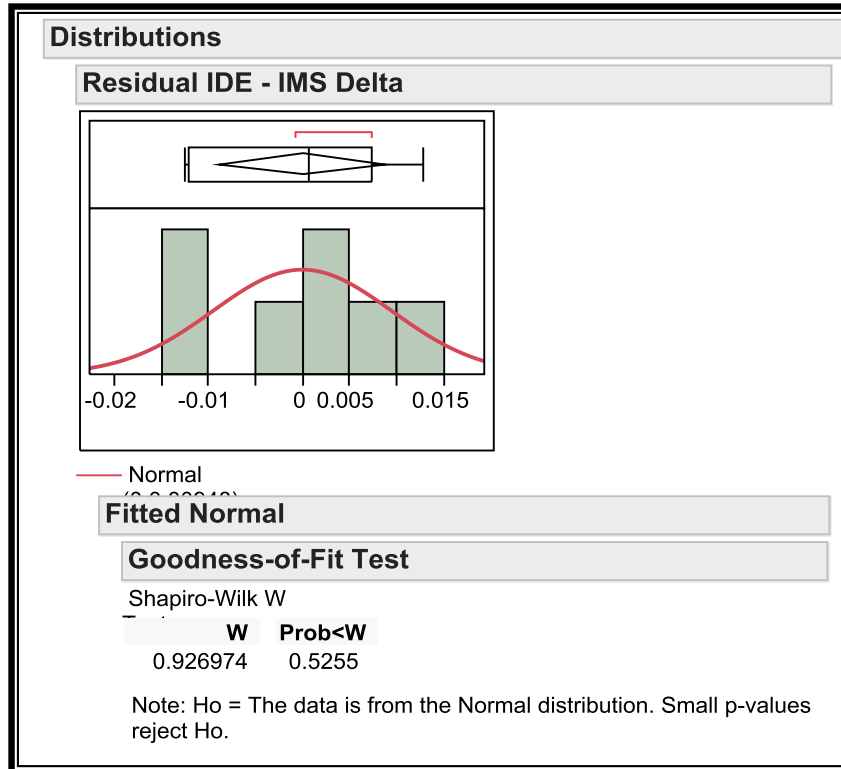 Distributions
Residual IDE - IMS Delta
-0.02 -0.01 0 0.005 0.015
Normal
Fitted Normal
Goodness-of-Fit Test
Shapiro-Wilk W
W Prob<W
0.926974 0.5255
Note: Ho = The data is from the Normal distribution. Small p-values
reject Ho.